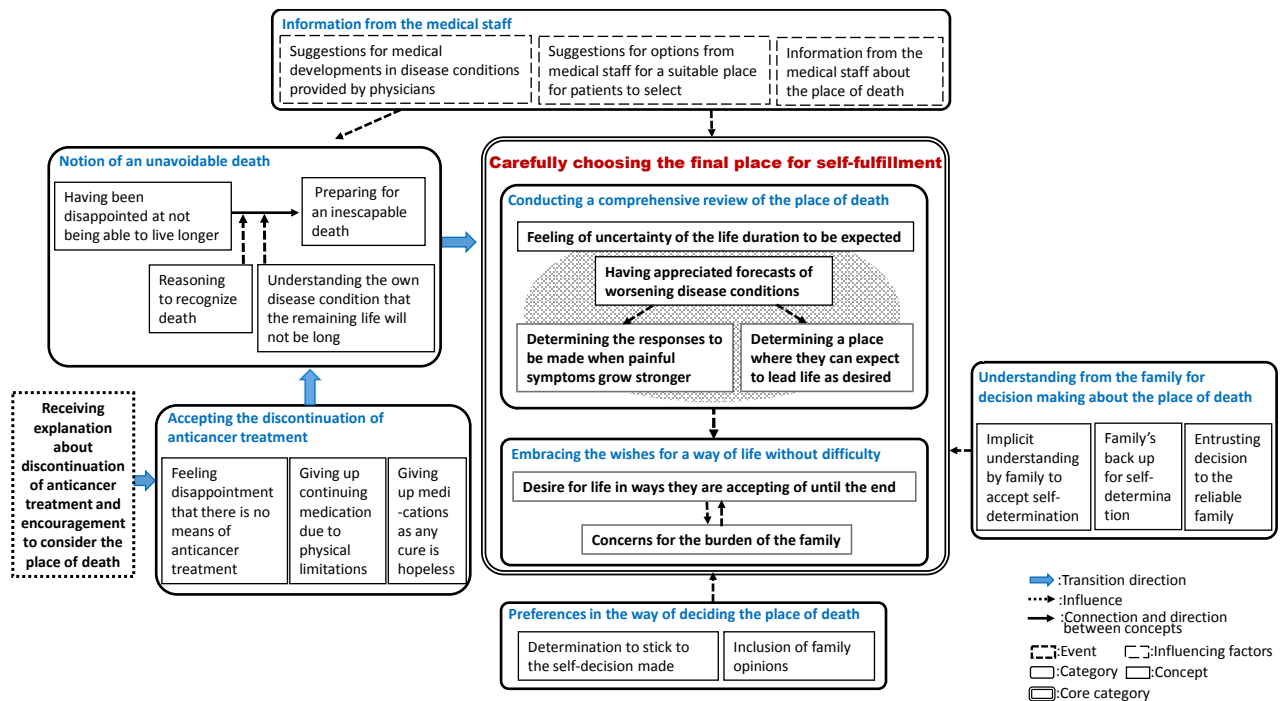 Information from the medical staff
Suggestions for medical
developments in disease conditions
provided by physicians
Suggestions for options from
medical staff for a suitable place
for patients to select
Information from the
medical staff about
the place of death
Notion of an unavoidable death
Having been
disappointed at not
being able to live longer
Preparing for
an inescapable
death
Reasoning
to recognize
death
Understanding the own
disease condition that
the remaining life will
not be long
Carefully choosing the final place for self-fulfillment
Conducting a comprehensive review of the place of death
Feeling of uncertainty of the life duration to be expected
Having appreciated forecasts of
worsening disease conditions
Determining the responses to
be made when painful
symptoms grow stronger
Determining a place
where they can expect
to lead life as desired
Embracing the wishes for a way of life without difficulty
Desire for life in ways they are accepting of until the end
Concerns for the burden of the family
Receiving
explanation
about
discontinuation
of anticancer
treatment and
encouragement
to consider the
place of death
Accepting the discontinuation of
anticancer treatment
Feeling
disappointment
that there is no
means of
anticancer
treatment
Giving up
continuing
medication
due to
physical
limitations
Giving
up medi
-cations
as any
cure is
hopeless
Understanding from the family for
decision making about the place of death
Implicit
understanding
by family to
accept self-
determination
Family's
back up
for self-
determina
tion
Entrusting
decision to
the reliable
family
Preferences in the way of deciding the place of death
Determination to stick to
the self-decision made
Inclusion of family
opinions
:Transition direction
:Influence
:Connection and direction
between concepts
:Event
:Influencing factors
:Category
:Concept
:Core category